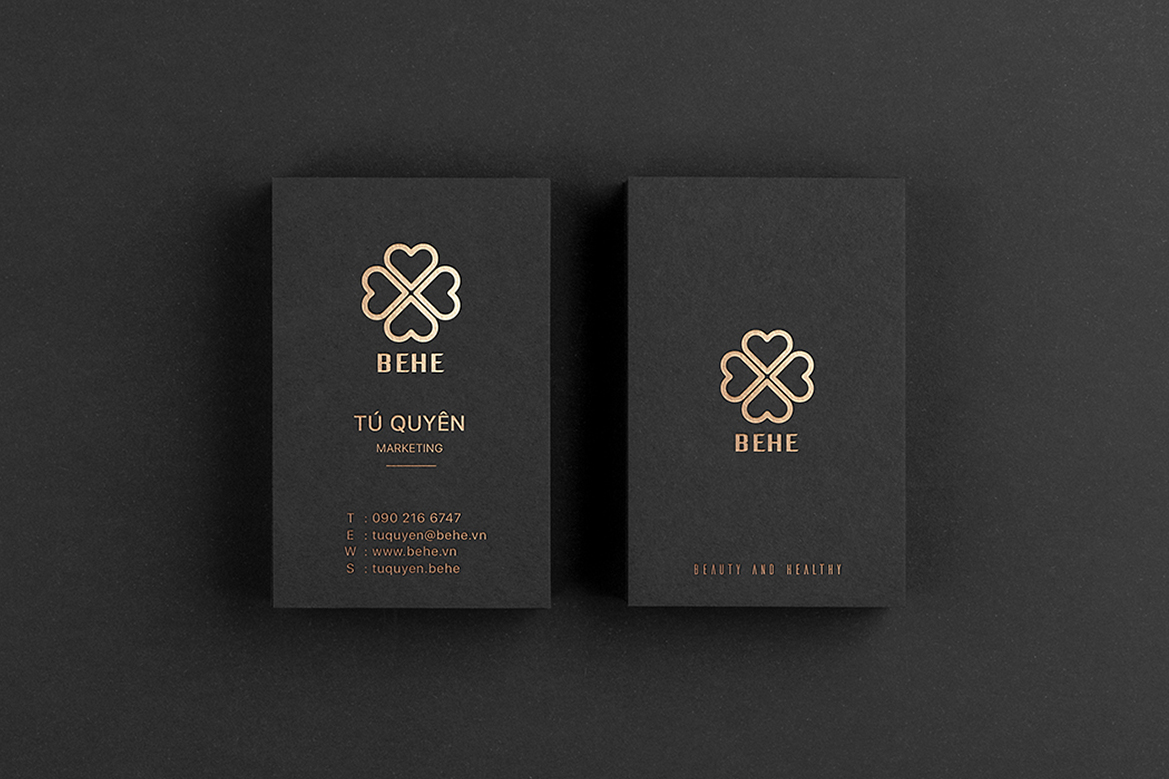 BEHE
TÚ QUYÊN
MARKETING
T : 090 216 6747
E : tuquyen@behe.vn
W : www.behe.vn
S : tuquyen.behe
BEHE
BEAUTY AND HEALTHY